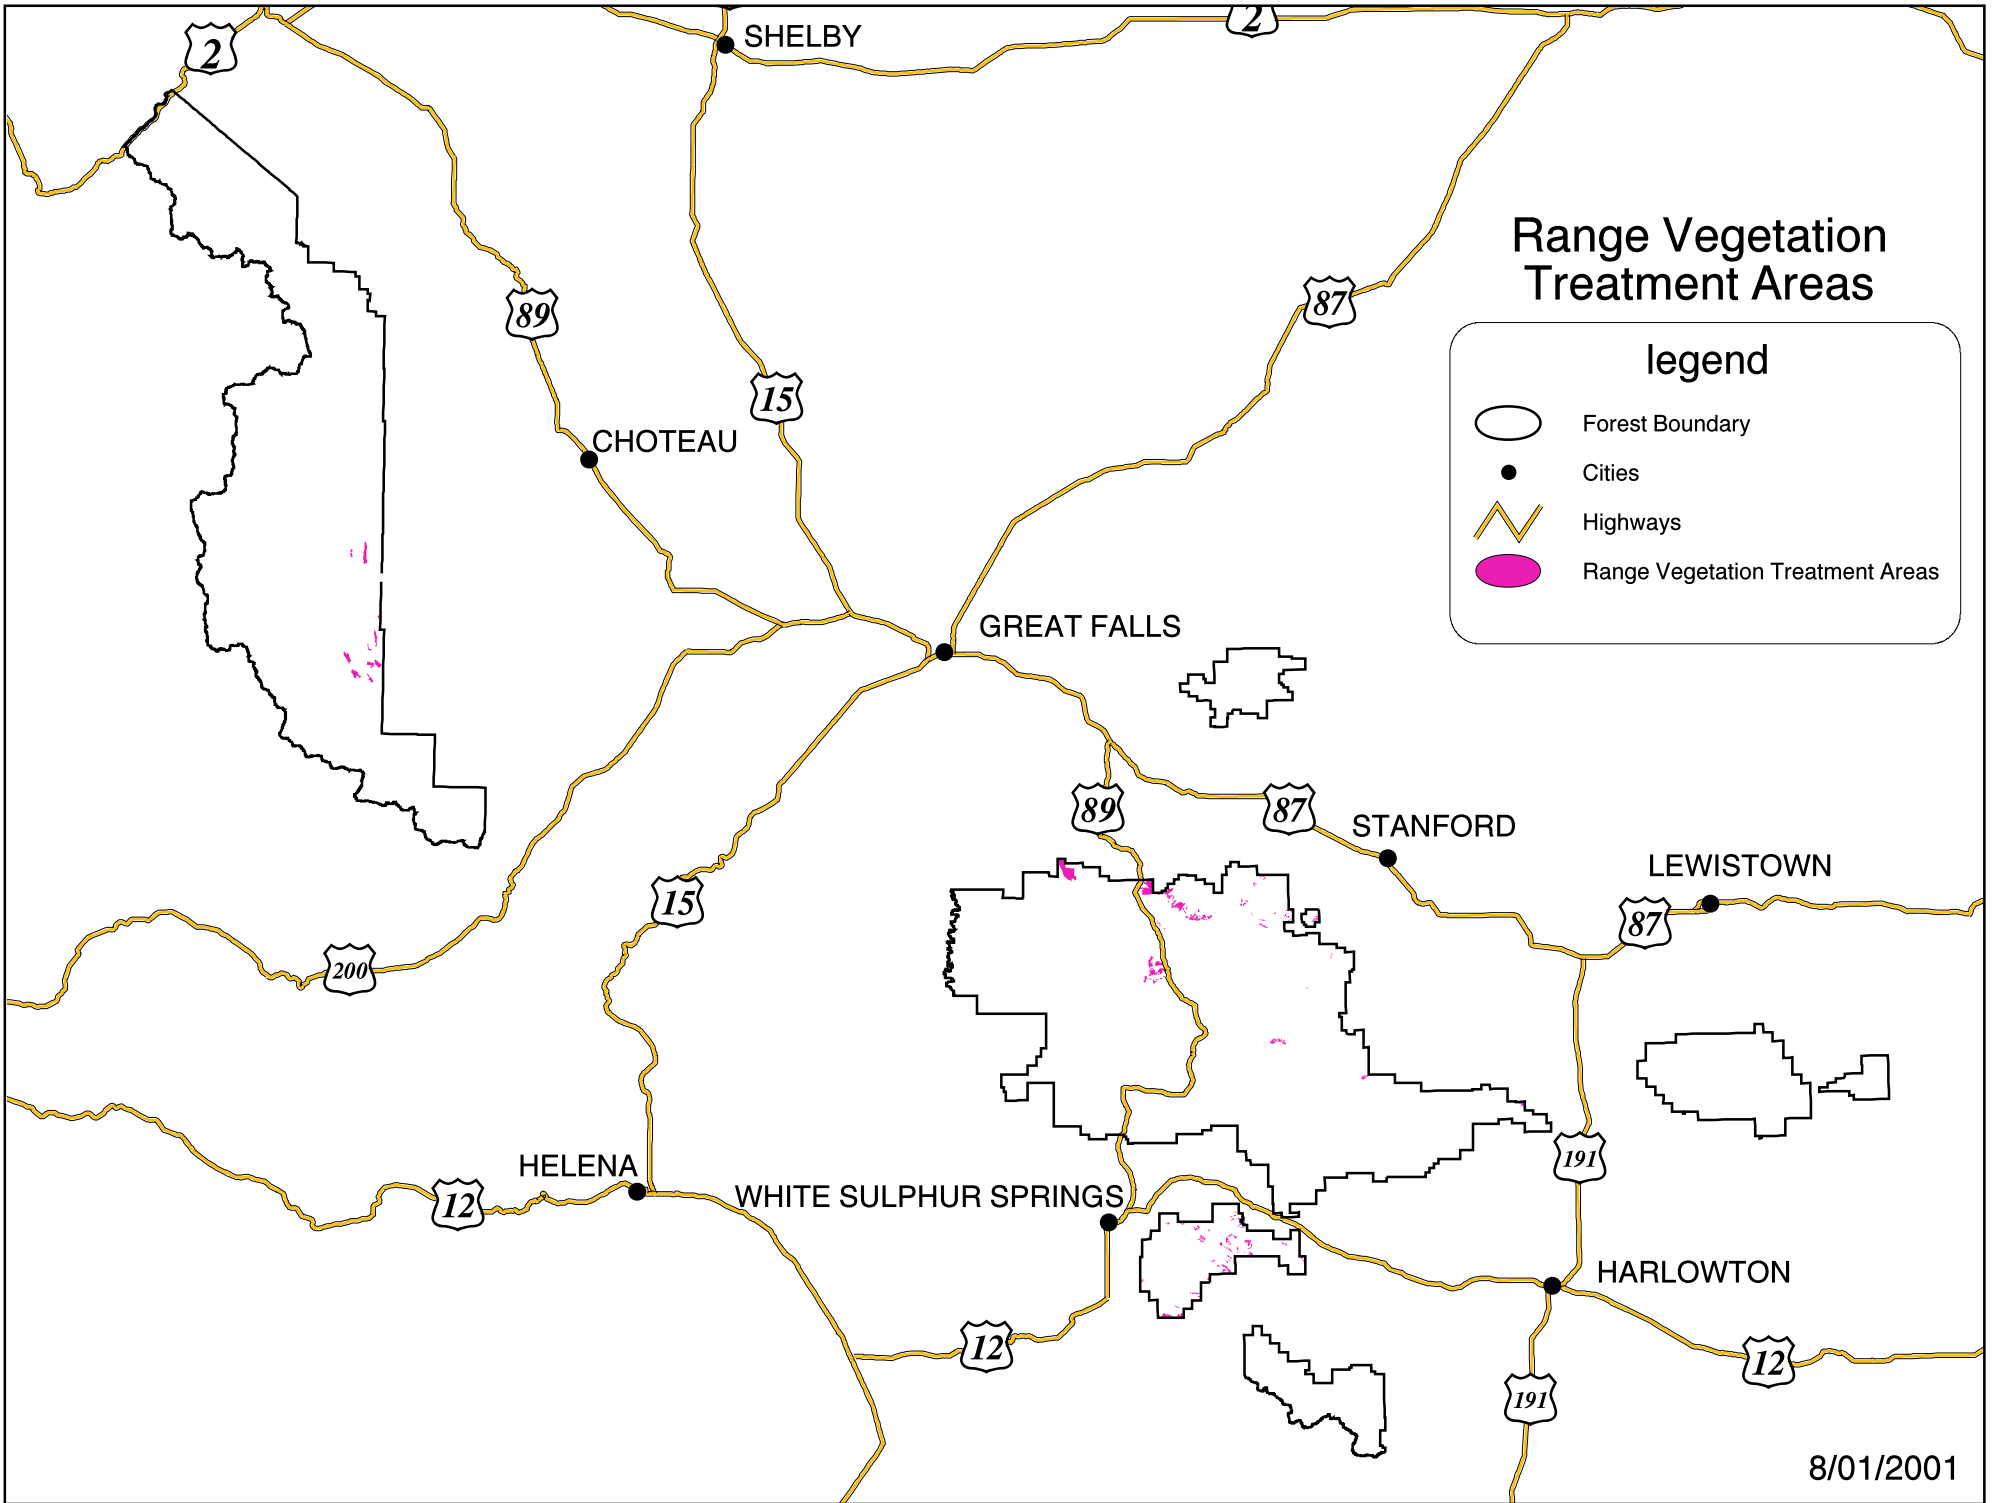 2
SHELBY
2
Range Vegetation
Treatment Areas
legend
Forest Boundary
Cities
Highways
Range Vegetation Treatment Areas
89
87
15
CHOTEAU
GREAT FALLS
89
87
STANFORD
LEWISTOWN
15
87
200
HELENA
191
12
WHITE SULPHUR SPRINGS
HARLOWTON
12
12
191
8/01/2001